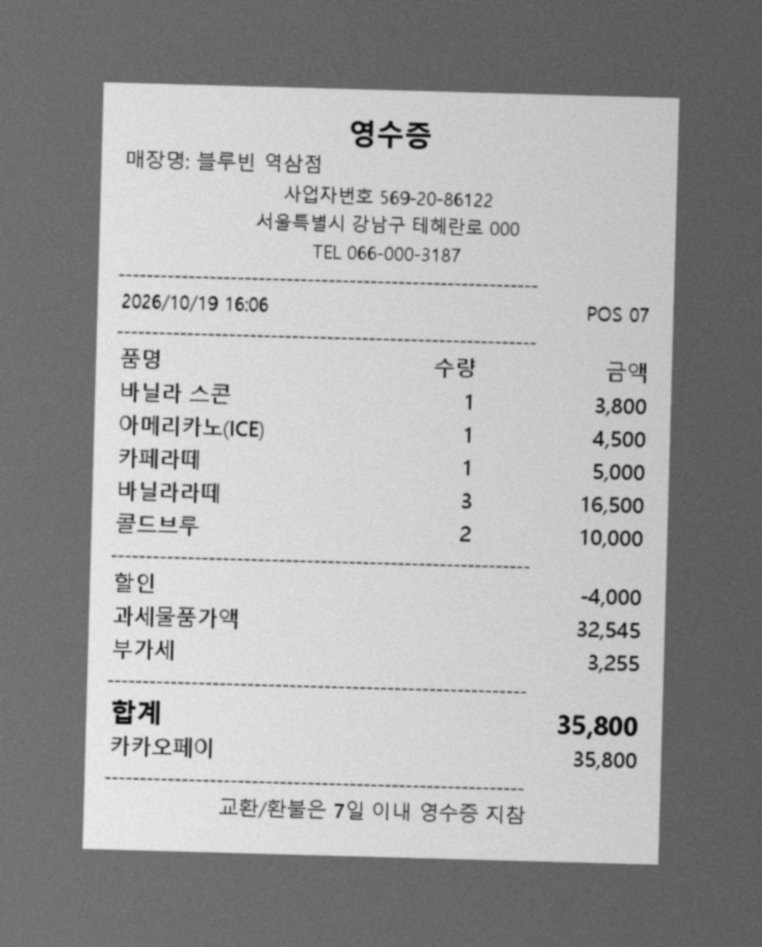 영수증
매장명: 블루빈 역삼점
사업자번호 569-20-86122
서울특별시 강남구 테헤란로 000
TEL 066-000-3187
2026/10/19 16:06 POS 07
품명 수량 금액
바닐라 스콘 1 3,800
아메리카노(ICE) 1 4,500
카페라떼 1 5,000
바닐라라떼 3 16,500
콜드브루 2 10,000
할인 -4,000
과세물품가액 32,545
부가세 3,255
합계 35,800
카카오페이 35,800
교환/환불은 7일 이내 영수증 지참